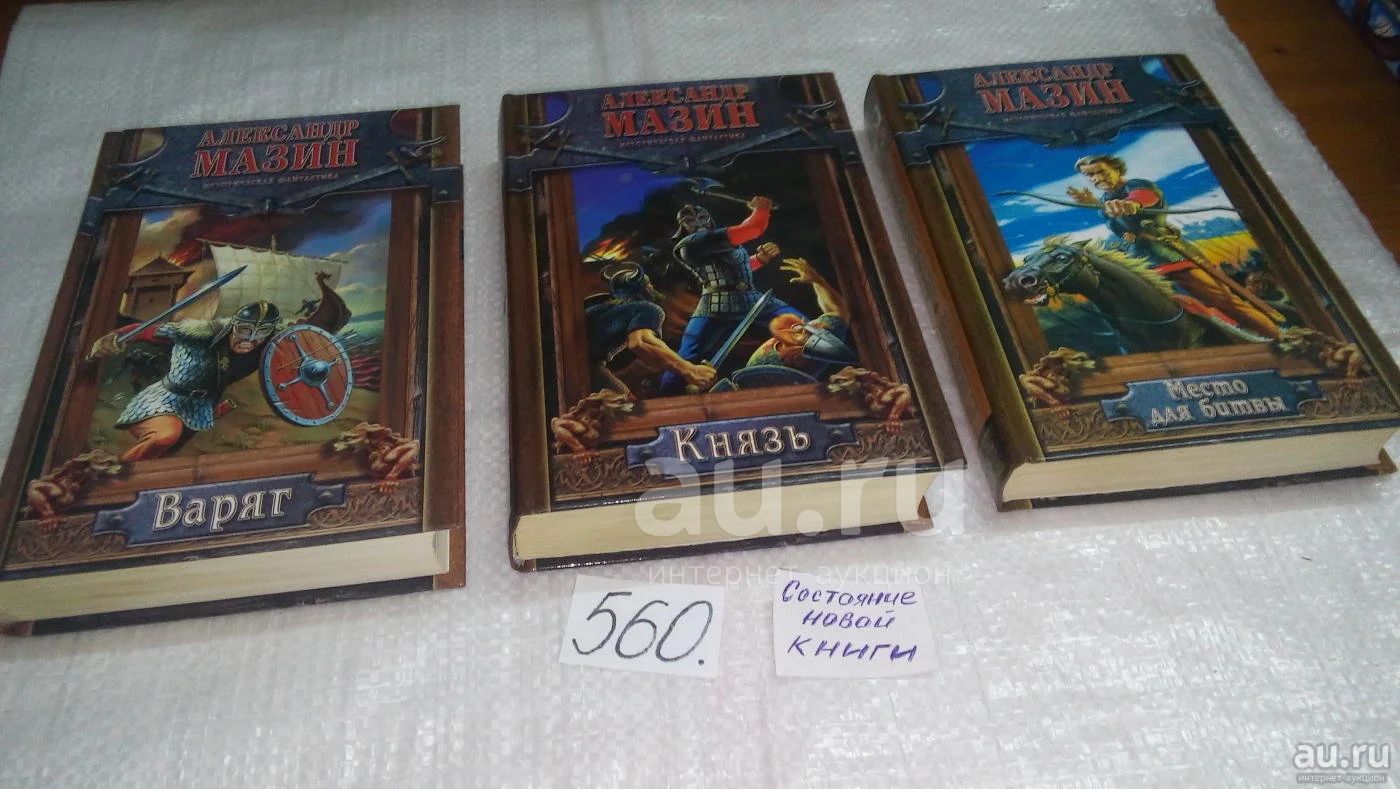 АЛЕКСАНДР
МАЗИН
ИСТОРИЧЕСКАЯ ФАНТАСТИКА
Варяг
АЛЕКСАНДР
МАЗИН
ИСТОРИЧЕСКАЯ ФАНТАСТИКА
Князь
АЛЕКСАНДР
МАЗИН
ИСТОРИЧЕСКАЯ ФАНТАСТИКА
Место
для битвы
560.
Состояние
новой
книги
au.ru
интернет-аукцион
au.ru
интернет-аукцион